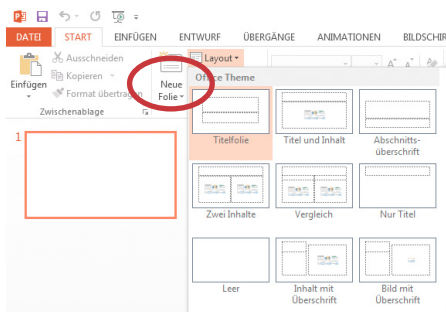 DATEI START EINFÜGEN ENTWURF ÜBERGÄNGE ANIMATIONEN BILDSCHIR
Ausschneiden
Kopieren
Format übertragen
Einfügen
Zwischenablage
Neue
Folie
Layout
Office Theme
1
Titelfolie
Titel und Inhalt
Abschnitts-
überschrift
Zwei Inhalte
Vergleich
Nur Titel
Leer
Inhalt mit
Überschrift
Bild mit
Überschrift